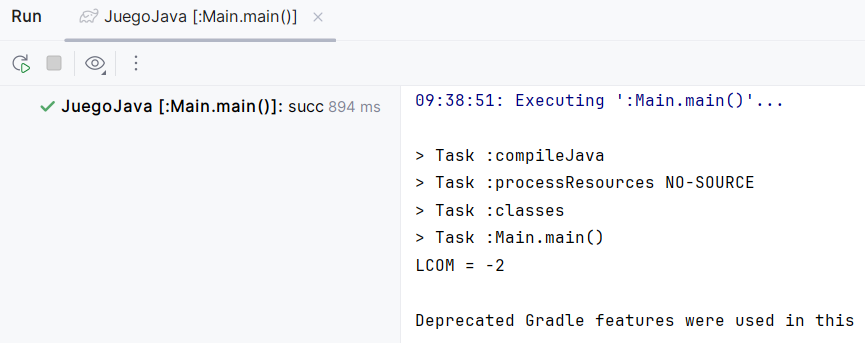 Run JuegoJava [:Main.main()]
JuegoJava [:Main.main()]: succ 894 ms
09:38:51: Executing ':Main.main()'...
> Task :compileJava
> Task :processResources NO-SOURCE
> Task :classes
> Task :Main.main()
LCOM = -2
Deprecated Gradle features were used in this